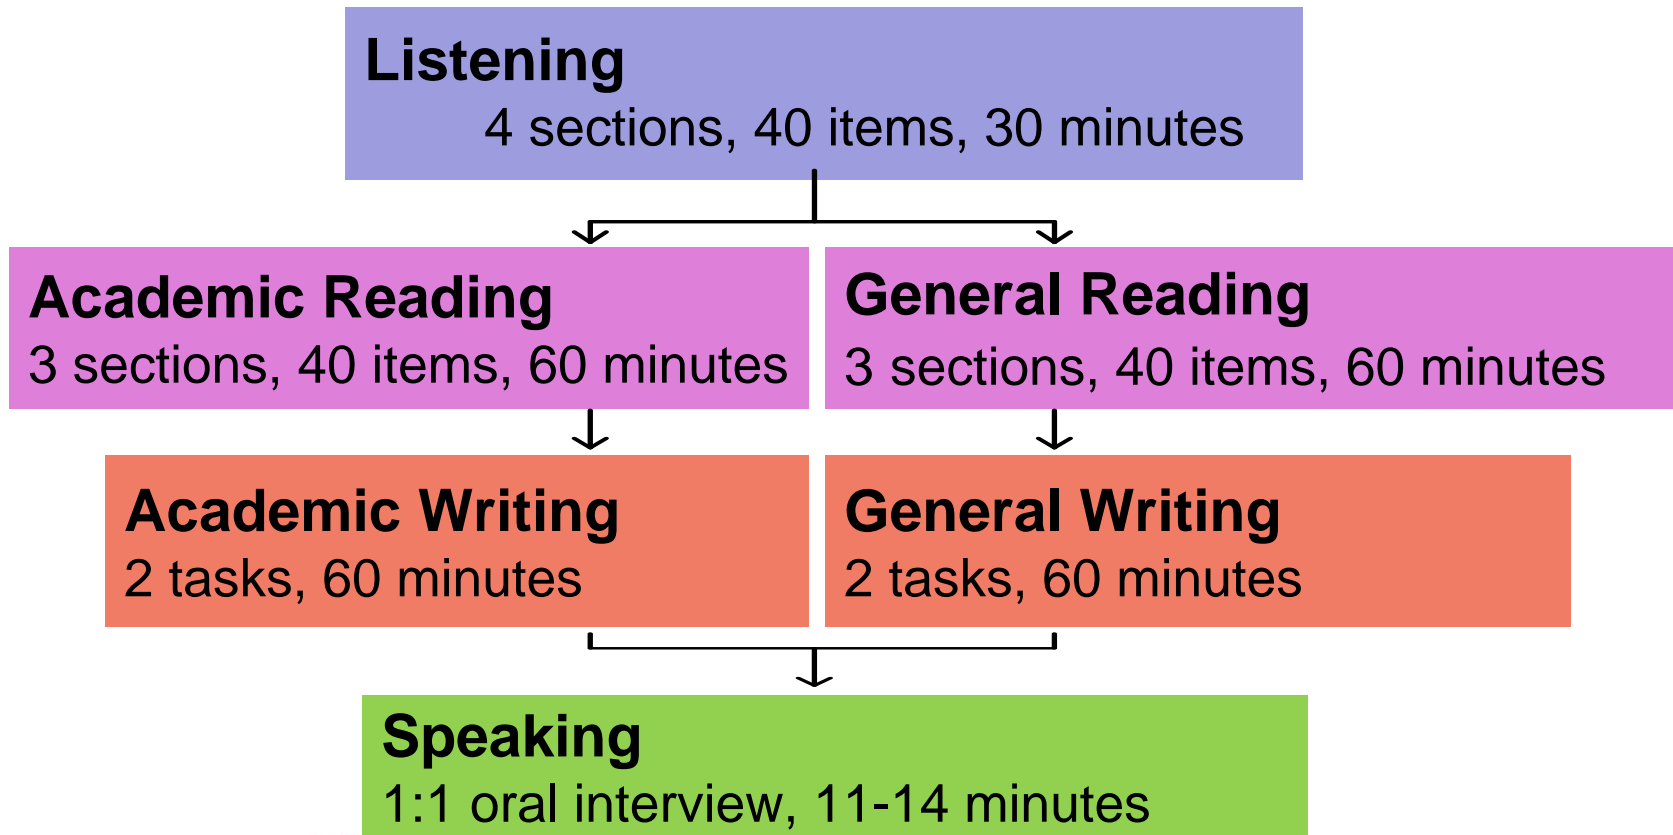 Listening
4 sections, 40 items, 30 minutes
Academic Reading
3 sections, 40 items, 60 minutes
General Reading
3 sections, 40 items, 60 minutes
Academic Writing
2 tasks, 60 minutes
General Writing
2 tasks, 60 minutes
Speaking
1:1 oral interview, 11-14 minutes